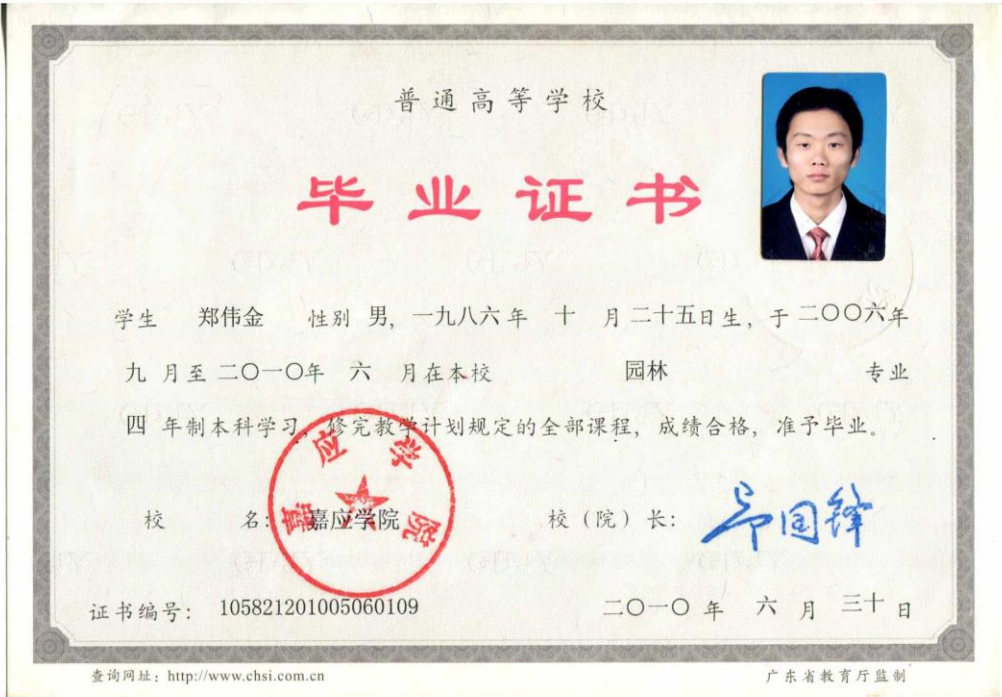 普通高等学校
毕业证书
学生 郑伟金 性别 男，一九八六年 十 月二十五日生，于二〇〇六年
九 月至二〇一〇年 六 月在本校 园林 专业
四 年制本科学习，修完教学计划规定的全部课程，成绩合格，准予毕业。
校 名：嘉应学院 校（院）长：
嘉应学院
证书编号：105821201005060109 二〇一〇年 六 月 三十 日
查询网址：http://www.chsi.com.cn 广东省教育厅监制